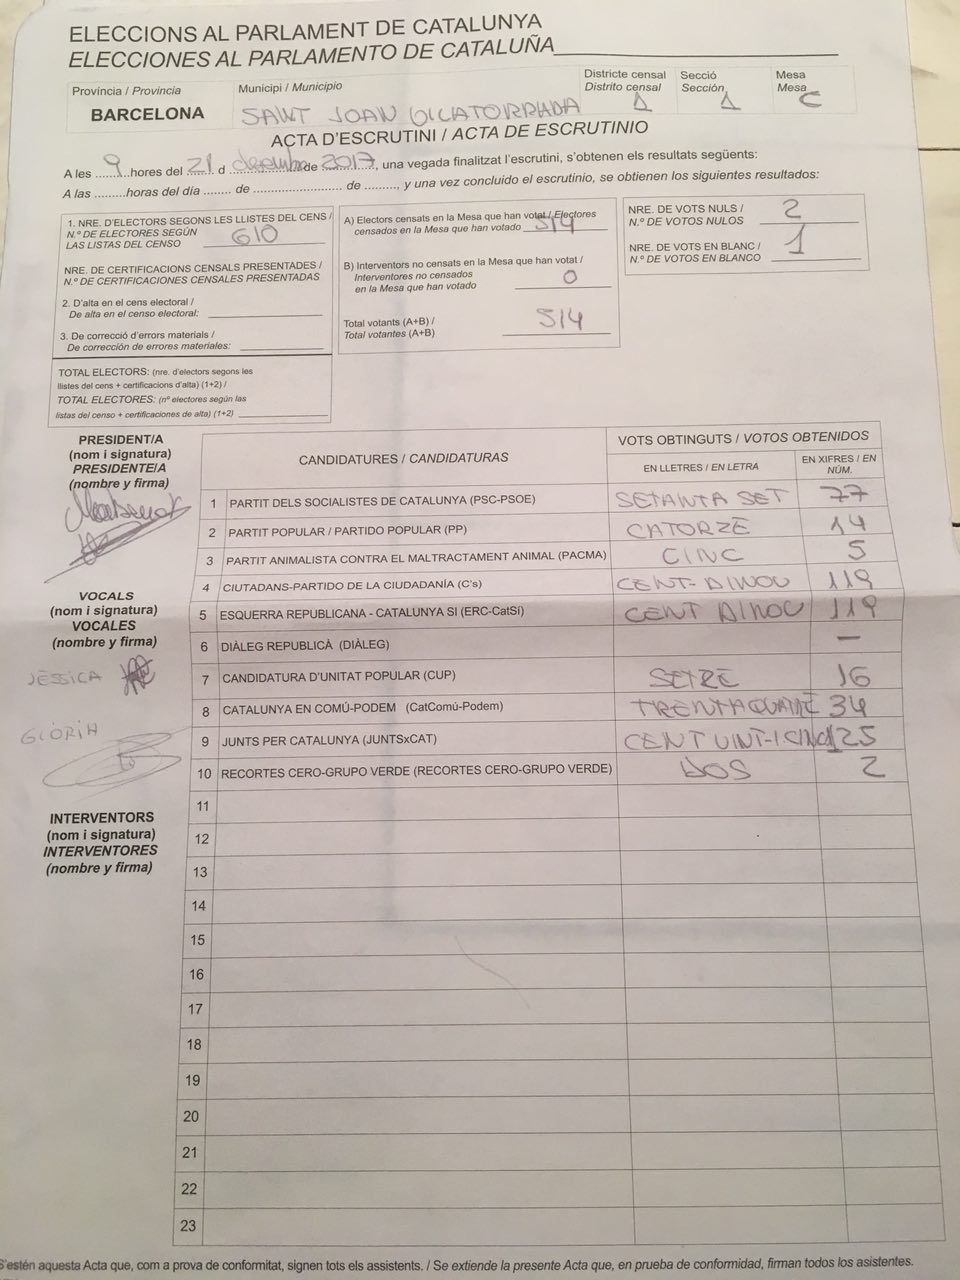 ELECCIONS AL PARLAMENT DE CATALUNYA
ELECCIONES AL PARLAMENTO DE CATALUÑA
Província / Provincia
BARCELONA
Municipi / Municipio
SANT JOAN VILATORRADA
Districte censal
Distrito censal 1
Secció
Sección 1
Mesa
Mesa C
ACTA D'ESCRUTINI / ACTA DE ESCRUTINIO
A les 9 hores del 21 d desembre de 2017, una vegada finalitzat l'escrutini, s'obtenen els resultats següents:
A las ........horas del día ........ de ........................ de ........., y una vez concluido el escrutinio, se obtienen los siguientes resultados:
1. NRE. D'ELECTORS SEGONS LES LLISTES DEL CENS /
N.º DE ELECTORES SEGÚN
LAS LISTAS DEL CENSO 610
NRE. DE CERTIFICACIONS CENSALS PRESENTADES /
N.º DE CERTIFICACIONES CENSALES PRESENTADAS
2. D'alta en el cens electoral /
De alta en el censo electoral:
3. De correcció d'errors materials /
De corrección de errores materiales:
TOTAL ELECTORS: (nre. d'electors segons les
llistes del cens + certificacions d'alta) (1+2) /
TOTAL ELECTORES: (nº electores según las
listas del censo + certificaciones de alta) (1+2)
A) Electors censats en la Mesa que han votat / Electores
censados en la Mesa que han votado 514
B) Interventors no censats en la Mesa que han votat /
Interventores no censados
en la Mesa que han votado 0
Total votants (A+B) /
Total votantes (A+B) 514
NRE. DE VOTS NULS /
N.º DE VOTOS NULOS 2
NRE. DE VOTS EN BLANC /
N.º DE VOTOS EN BLANCO 1
PRESIDENT/A
(nom i signatura)
PRESIDENTE/A
(nombre y firma)
VOCALS
(nom i signatura)
VOCALES
(nombre y firma)
JESSICA
GLÒRIA
INTERVENTORS
(nom i signatura)
INTERVENTORES
(nombre y firma)
CANDIDATURES / CANDIDATURAS
VOTS OBTINGUTS / VOTOS OBTENIDOS
EN LLETRES / EN LETRA
EN XIFRES / EN
NÚM.
1 PARTIT DELS SOCIALISTES DE CATALUNYA (PSC-PSOE) SETANTA SET 77
2 PARTIT POPULAR / PARTIDO POPULAR (PP) CATORZE 14
3 PARTIT ANIMALISTA CONTRA EL MALTRACTAMENT ANIMAL (PACMA) CINC 5
4 CIUTADANS-PARTIDO DE LA CIUDADANÍA (C's) CENT-DINOU 119
5 ESQUERRA REPUBLICANA - CATALUNYA SI (ERC-CatSí) CENT DINOU 119
6 DIÀLEG REPUBLICÀ (DIÀLEG) —
7 CANDIDATURA D'UNITAT POPULAR (CUP) SETZE 16
8 CATALUNYA EN COMÚ-PODEM (CatComú-Podem) TRENTAQUATRE 34
9 JUNTS PER CATALUNYA (JUNTSxCAT) CENT VINT-I CINC 125
10 RECORTES CERO-GRUPO VERDE (RECORTES CERO-GRUPO VERDE) DOS 2
11
12
13
14
15
16
17
18
19
20
21
22
23
S'estén aquesta Acta que, com a prova de conformitat, signen tots els assistents. / Se extiende la presente Acta que, en prueba de conformidad, firman todos los asistentes.